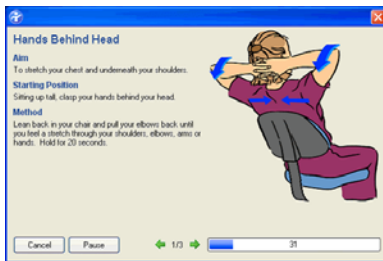 Hands Behind Head
Aim
To stretch your chest and underneath your shoulders.
Starting Position
Sitting up tall, clasp your hands behind your head.
Method
Lean back in your chair and pull your elbows back until
you feel a stretch through your shoulders, elbows, arms or
hands. Hold for 20 seconds.
Cancel
Pause
1/3
31